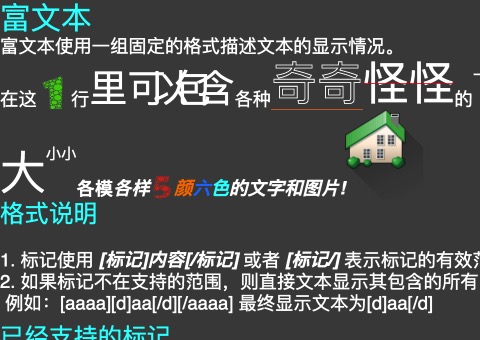 富文本
富文本使用一组固定的格式描述文本的显示情况。
在这 1 行里可以包含 各种 奇奇怪怪的
大小小 各模各样 5 颜六色的文字和图片!
格式说明
1. 标记使用 [标记]内容[/标记] 或者 [标记/] 表示标记的有效范
2. 如果标记不在支持的范围，则直接文本显示其包含的所有
例如：[aaaa][d]aa[/d][/aaaa] 最终显示文本为[d]aa[/d]
已经支持的标记